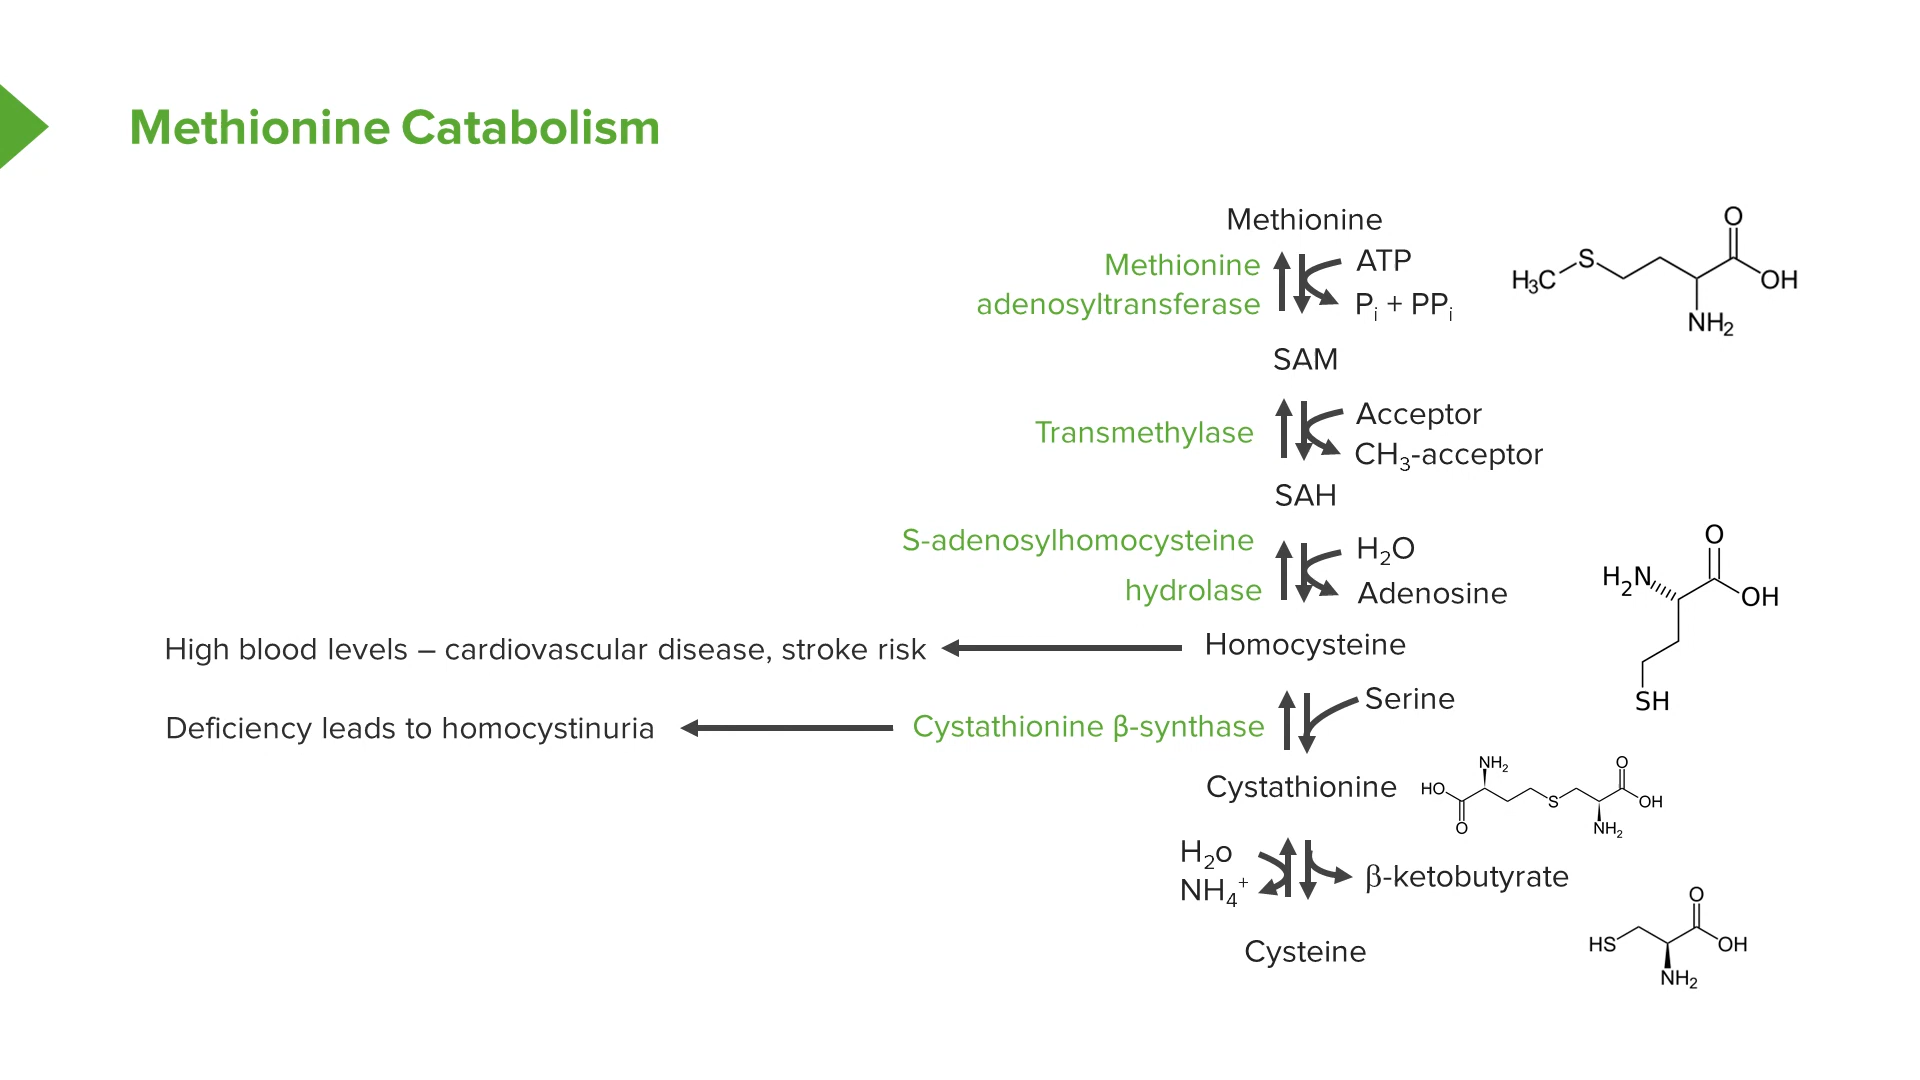 Methionine Catabolism
Methionine
Methionine
adenosyltransferase
ATP
Pi + PPi
SAM
Transmethylase
Acceptor
CH3-acceptor
SAH
S-adenosylhomocysteine
hydrolase
H2O
Adenosine
High blood levels – cardiovascular disease, stroke risk
Homocysteine
Serine
Deficiency leads to homocystinuria
Cystathionine β-synthase
Cystathionine
H2o
NH4+
β-ketobutyrate
Cysteine
O
S
H3C
OH
NH2
O
H2N
OH
SH
NH2
O
HO
S
OH
O
NH2
O
HS
OH
NH2